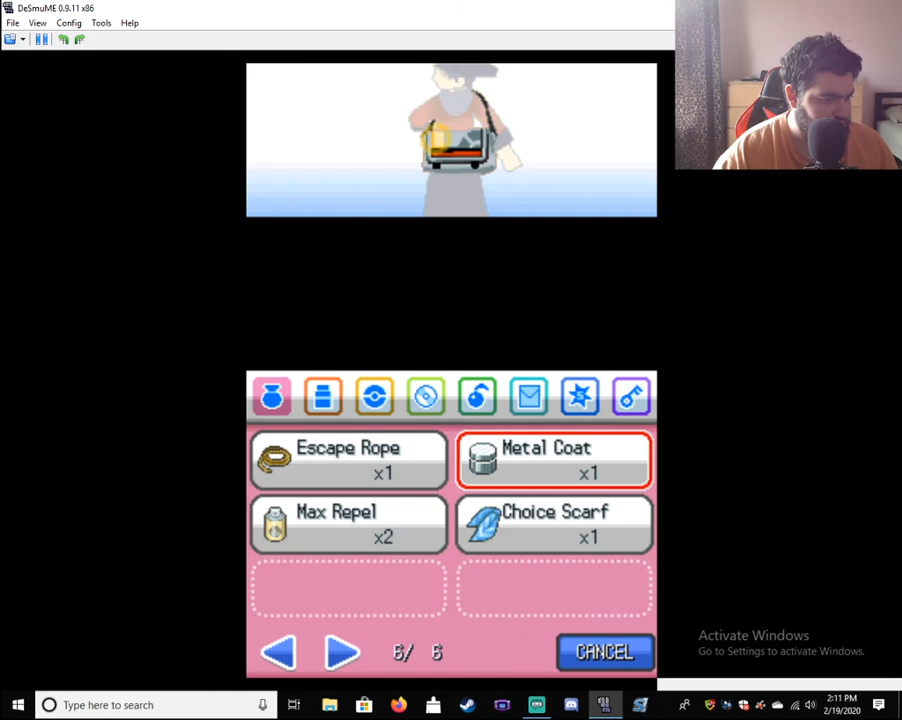 DeSmuME 0.9.11 x86
File View Config Tools Help
Escape Rope
x1
Metal Coat
x1
Max Repel
x2
Choice Scarf
x1
6/ 6
CANCEL
Activate Windows
Go to Settings to activate Windows.
Type here to search
2:11 PM
2/19/2020